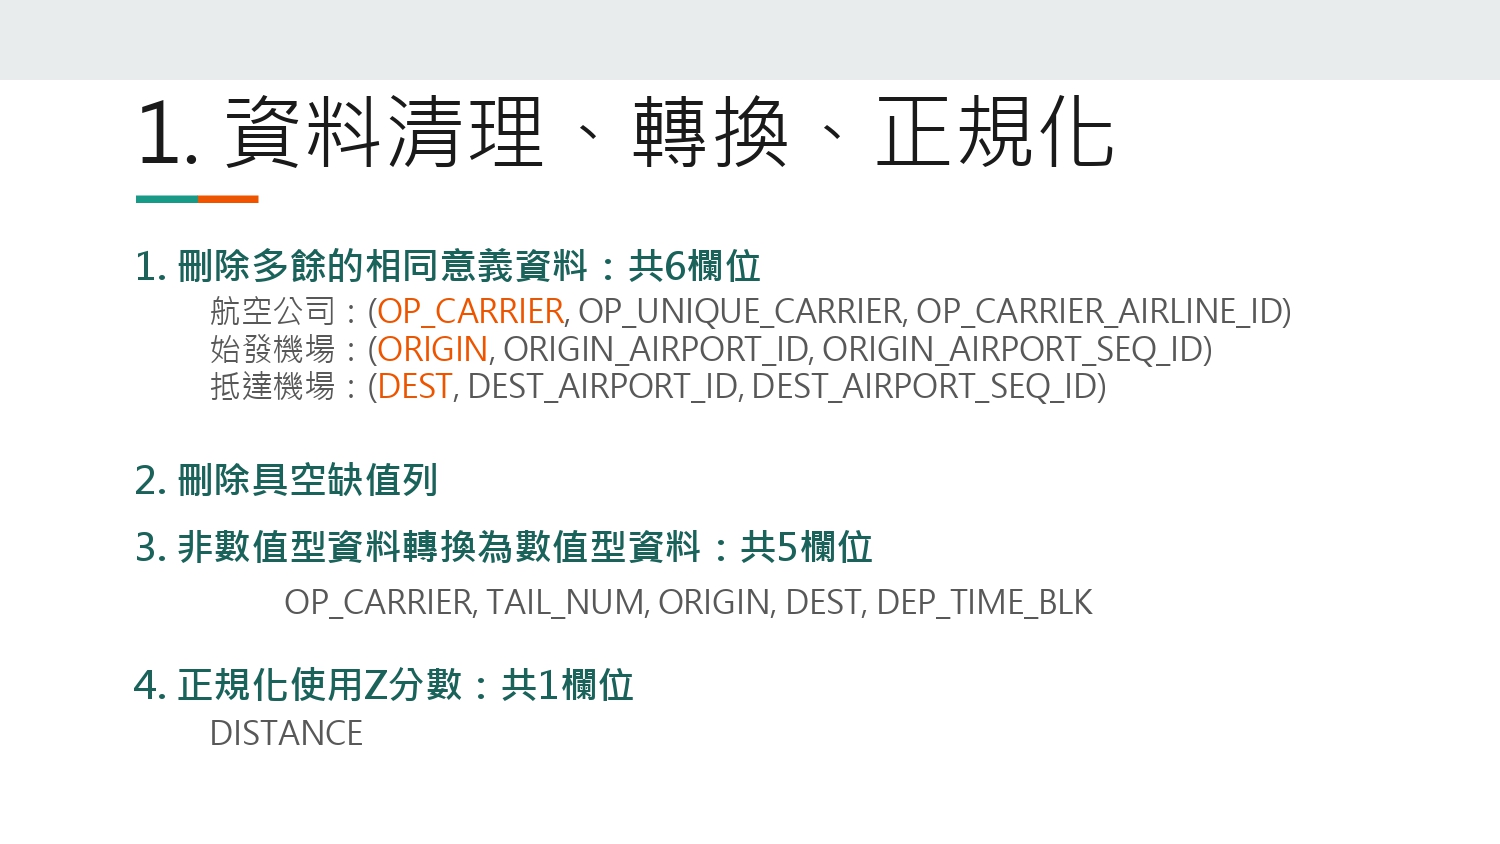 1. 資料清理、轉換、正規化
1. 刪除多餘的相同意義資料：共6欄位
航空公司：(OP_CARRIER, OP_UNIQUE_CARRIER, OP_CARRIER_AIRLINE_ID)
始發機場：(ORIGIN, ORIGIN_AIRPORT_ID, ORIGIN_AIRPORT_SEQ_ID)
抵達機場：(DEST, DEST_AIRPORT_ID, DEST_AIRPORT_SEQ_ID)
2. 刪除具空缺值列
3. 非數值型資料轉換為數值型資料：共5欄位
OP_CARRIER, TAIL_NUM, ORIGIN, DEST, DEP_TIME_BLK
4. 正規化使用Z分數：共1欄位
DISTANCE